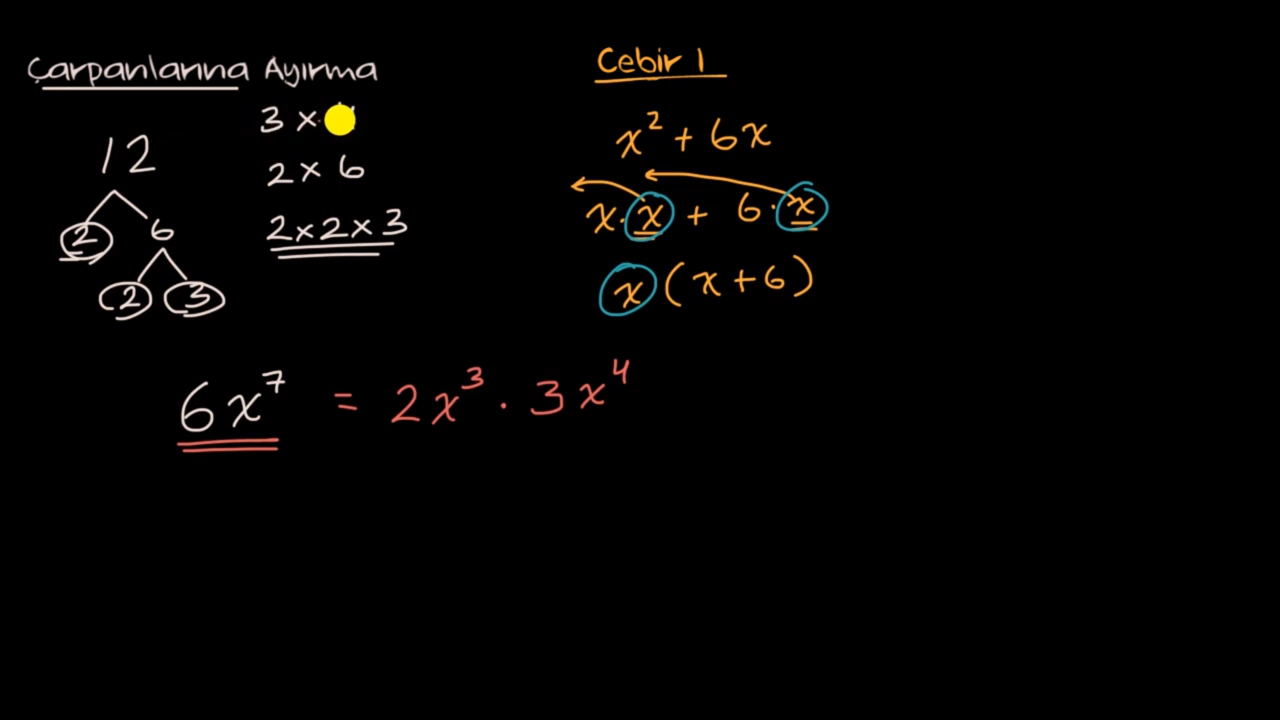 Çarpanlarına Ayırma
12
2 6
2 3
3 ×
2 × 6
2×2×3
Cebir 1
x² + 6x
x·x + 6·x
x(x+6)
6x⁷ = 2x³ · 3x⁴